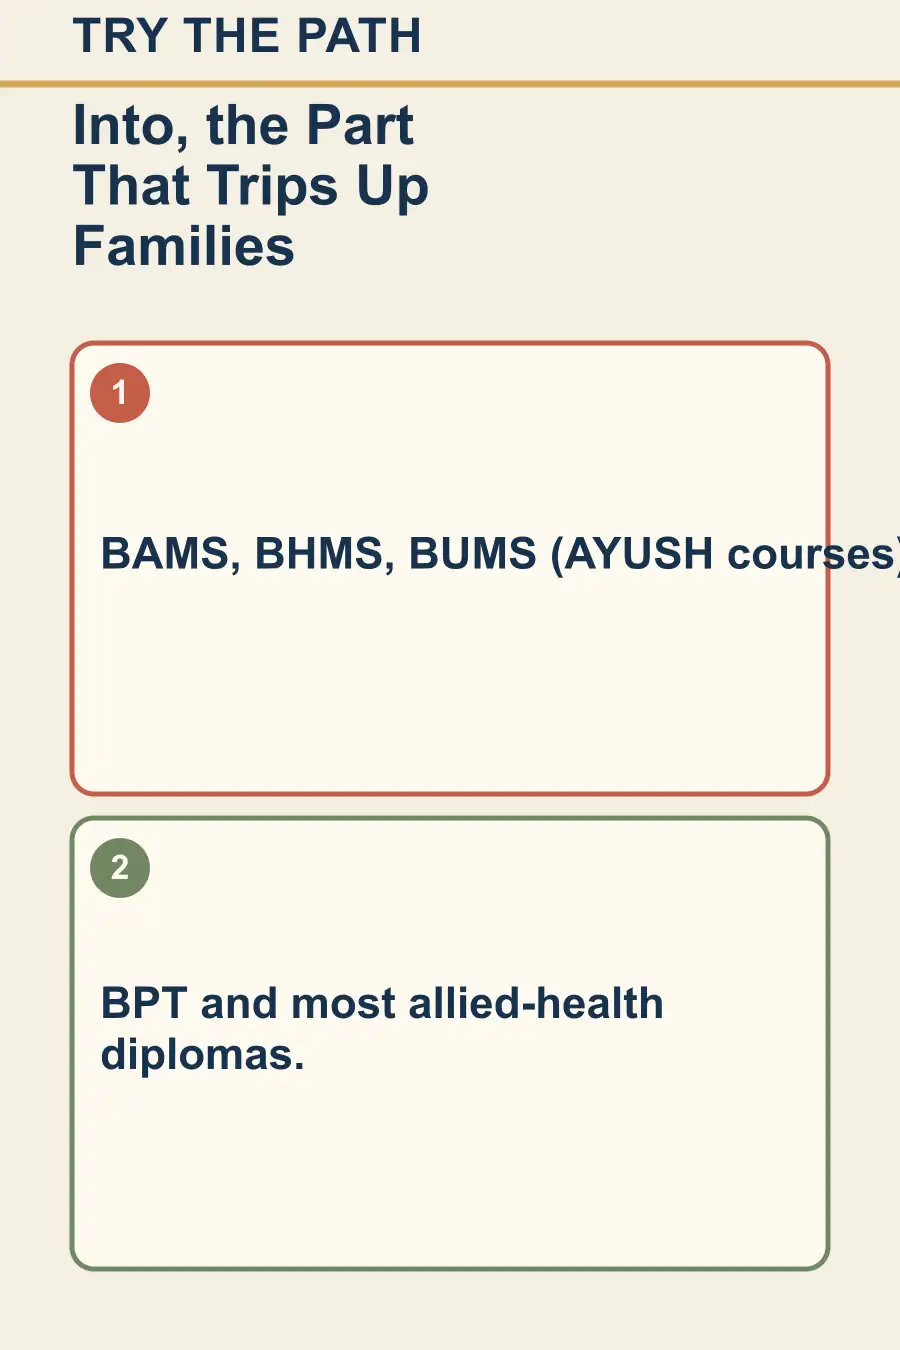 TRY THE PATH
Into, the Part
That Trips Up
Families
1
BAMS, BHMS, BUMS (AYUSH courses)
2
BPT and most allied-health
diplomas.